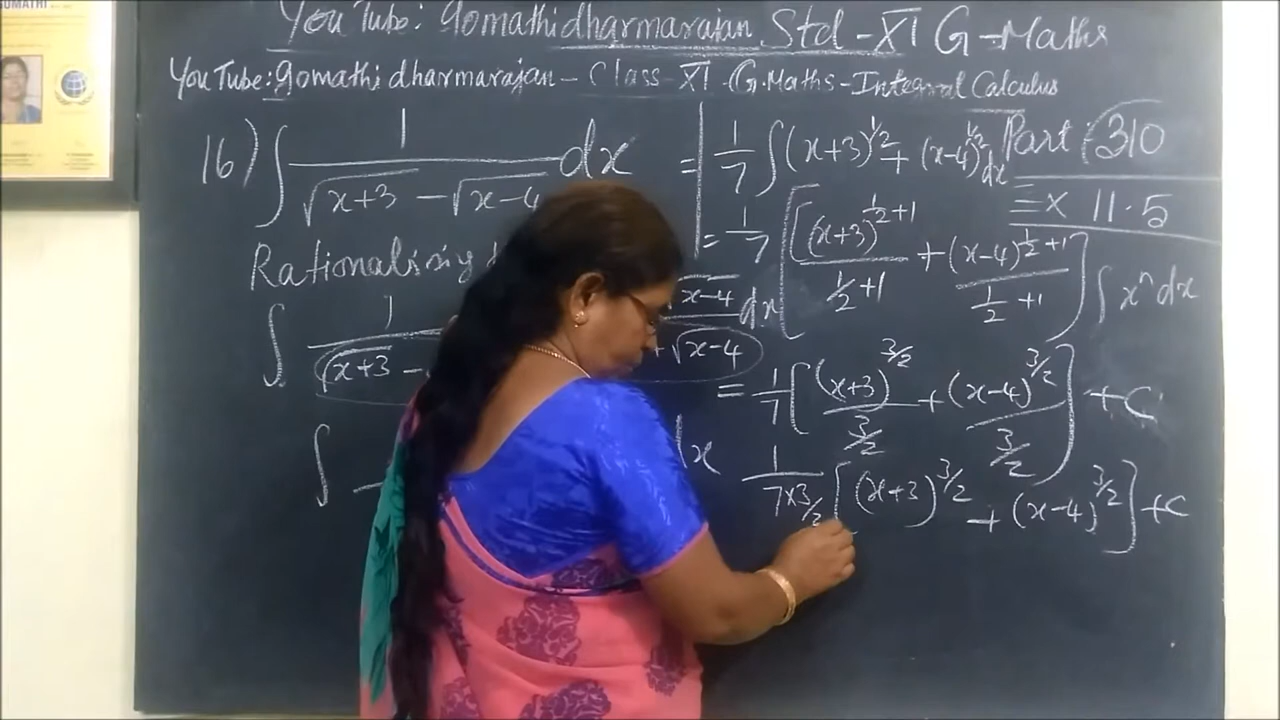 OMATHI
YouTube: Gomathidharmarajan Std - XI G - Maths
YouTube: gomathi dharmarajan - Class - XI - G.Maths - Integral Calculus
Part: 310
Ex 11.5
16) ∫ 1/(√x+3 - √x-4) dx
Rationalising
∫ 1/(√x+3 -
√x-4 dx
+ √x-4
∫
dx
= 1/7 ∫ (x+3)^1/2 + (x-4)^1/2 dx
= 1/7 [ (x+3)^(1/2+1) / (1/2+1) + (x-4)^(1/2+1) / (1/2+1) ] ∫ x^n dx
= 1/7 [ (x+3)^3/2 / (3/2) + (x-4)^3/2 / (3/2) ] + C
1/(7×3/2) [ (x+3)^3/2 + (x-4)^3/2 ] + C